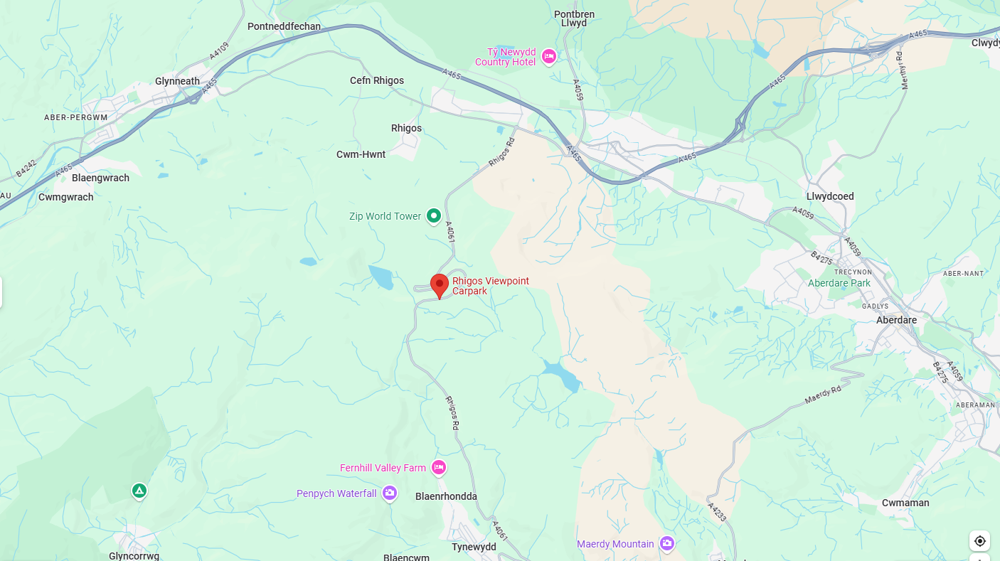 Pontbren
Llwyd
Pontneddfechan
A465
Clwydy
A4109
Tŷ Newydd
Country Hotel
Merthyr Rd
A465
A465
Glynneath
A465
Cefn Rhigos
A4059
ABER-PERGWM
Rhigos
Cwm-Hwnt
Rhigos Rd
A465
A465
B4242
A465
Blaengwrach
AU
Cwmgwrach
Llwydcoed
Zip World Tower
A4061
A4059
A4059
B4275
TRECYNON
ABER-NANT
Rhigos Viewpoint
Carpark
Aberdare Park
GADLYS
Aberdare
B4275
A4059
Maerdy Rd
ABERAMAN
Rhigos Rd
Fernhill Valley Farm
Penpych Waterfall
Blaenrhondda
Cwmaman
A4233
A4061
Maerdy Mountain
Tynewydd
Glyncorrwg
Blaencwm